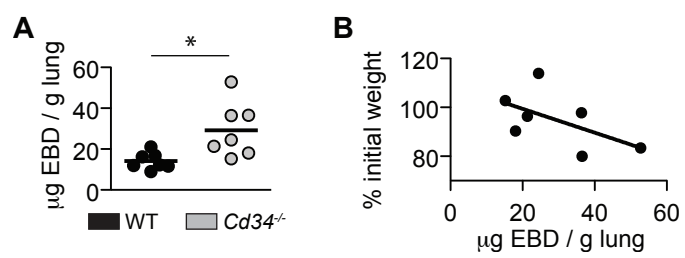 A
*
µg EBD / g lung
60
40
20
0
WT
Cd34-/-
B
% initial weight
120
100
80
0
20
40
60
µg EBD / g lung